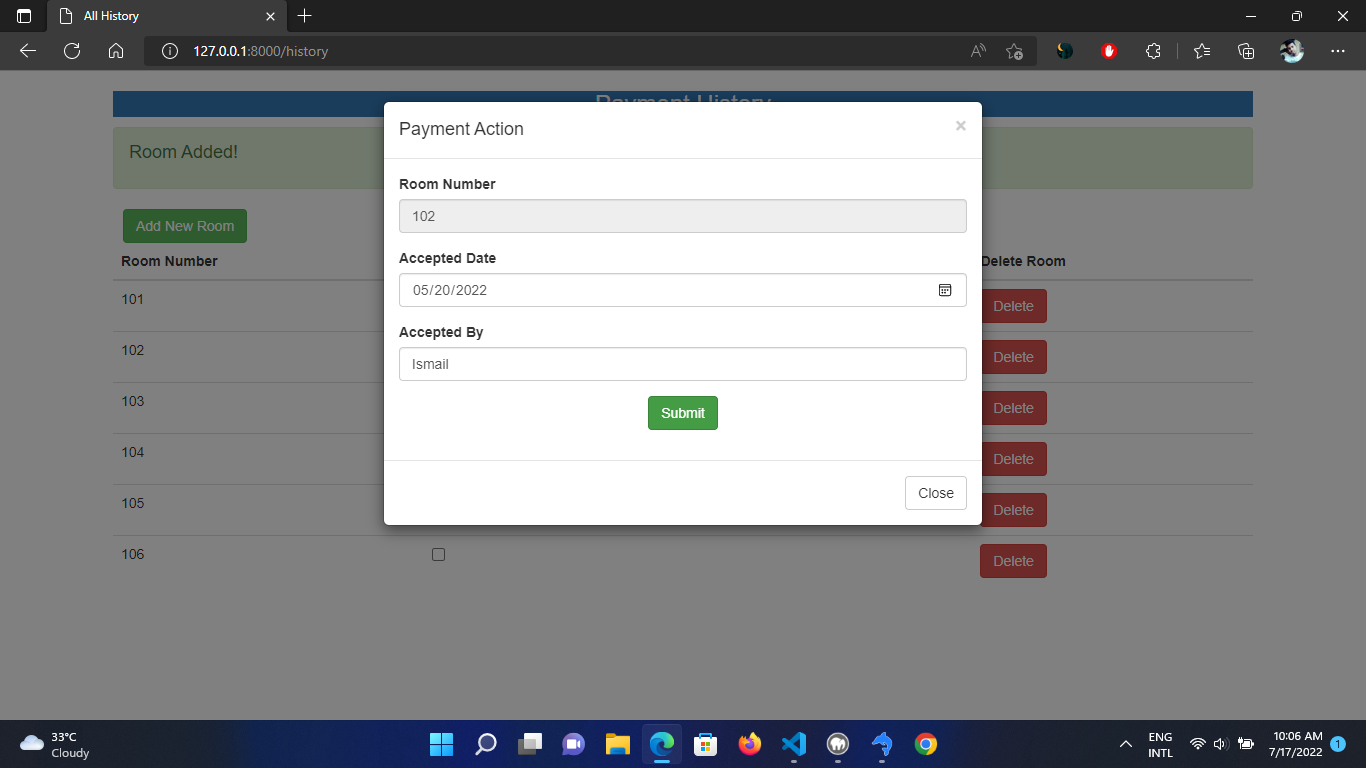 All History
127.0.0.1:8000/history
Payment History
Payment Action ×
Room Added!
Room Number
102
Add New Room
Accepted Date
Room Number
Delete Room
05/20/2022
101
Delete
Accepted By
102
Delete
Ismail
103
Delete
Submit
104
Delete
Close
105
Delete
106
Delete
33°C
Cloudy
ENG
INTL
10:06 AM
7/17/2022
1